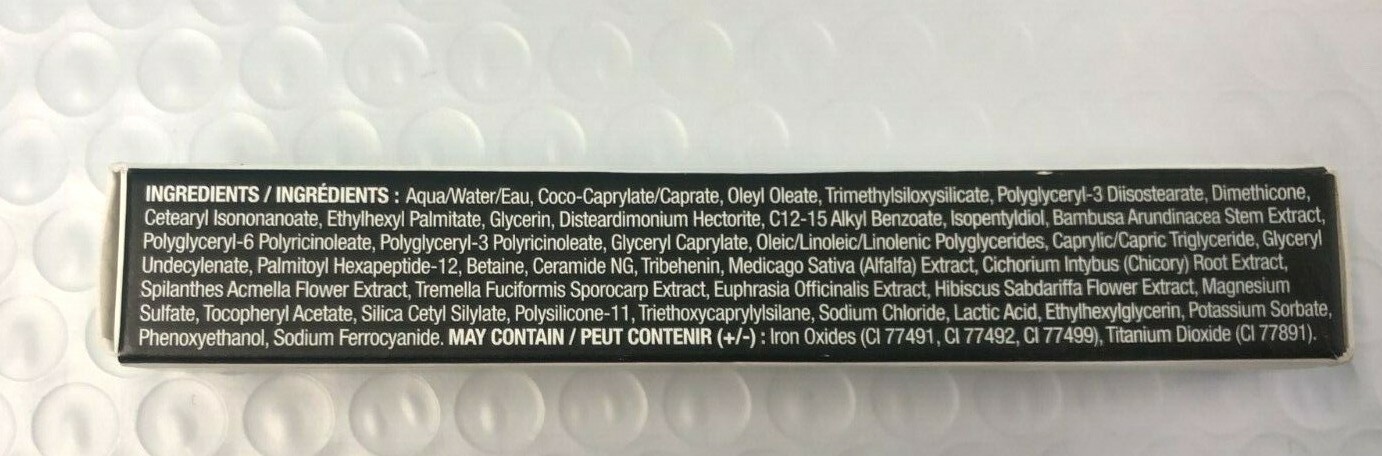 INGREDIENTS / INGRÉDIENTS : Aqua/Water/Eau, Coco-Caprylate/Caprate, Oleyl Oleate, Trimethylsiloxysilicate, Polyglyceryl-3 Diisostearate, Dimethicone,
Cetearyl Isononanoate, Ethylhexyl Palmitate, Glycerin, Disteardimonium Hectorite, C12-15 Alkyl Benzoate, Isopentyldiol, Bambusa Arundinacea Stem Extract,
Polyglyceryl-6 Polyricinoleate, Polyglyceryl-3 Polyricinoleate, Glyceryl Caprylate, Oleic/Linoleic/Linolenic Polyglycerides, Caprylic/Capric Triglyceride, Glyceryl
Undecylenate, Palmitoyl Hexapeptide-12, Betaine, Ceramide NG, Tribehenin, Medicago Sativa (Alfalfa) Extract, Cichorium Intybus (Chicory) Root Extract,
Spilanthes Acmella Flower Extract, Tremella Fuciformis Sporocarp Extract, Euphrasia Officinalis Extract, Hibiscus Sabdariffa Flower Extract, Magnesium
Sulfate, Tocopheryl Acetate, Silica Cetyl Silylate, Polysilicone-11, Triethoxycaprylylsilane, Sodium Chloride, Lactic Acid, Ethylhexylglycerin, Potassium Sorbate,
Phenoxyethanol, Sodium Ferrocyanide. MAY CONTAIN / PEUT CONTENIR (+/-) : Iron Oxides (CI 77491, CI 77492, CI 77499), Titanium Dioxide (CI 77891).